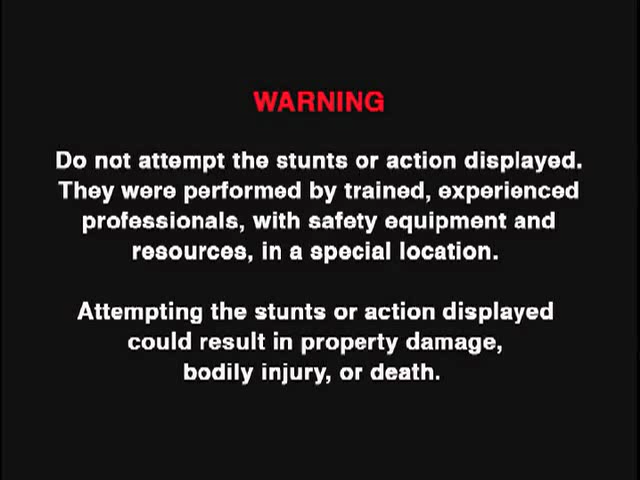 WARNING
Do not attempt the stunts or action displayed.
They were performed by trained, experienced
professionals, with safety equipment and
resources, in a special location.
Attempting the stunts or action displayed
could result in property damage,
bodily injury, or death.